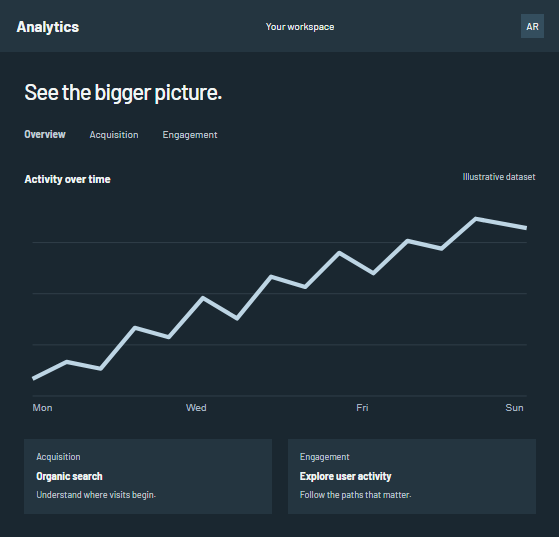 Analytics
Your workspace
AR
See the bigger picture.
Overview
Acquisition
Engagement
Activity over time
Illustrative dataset
Mon
Wed
Fri
Sun
Acquisition
Organic search
Understand where visits begin.
Engagement
Explore user activity
Follow the paths that matter.